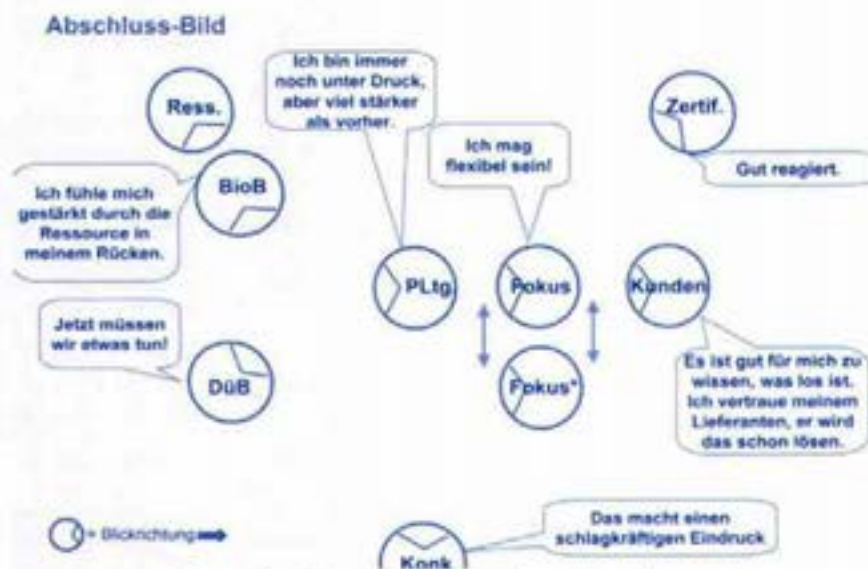 Abschluss-Bild
Ich bin immer
noch unter Druck,
aber viel stärker
als vorher.
Ress.
Zertif.
Ich mag
flexibel sein!
Gut reagiert.
BioB
Ich fühle mich
gestärkt durch die
Ressource in
meinem Rücken.
PLtg.
Fokus
Kunden
Jetzt müssen
wir etwas tun!
DüB
Fokus*
Es ist gut für mich zu
wissen, was los ist.
Ich vertraue meinem
Lieferanten, er wird
das schon lösen.
= Blickrichtung
Das macht einen
schlagkräftigen Eindruck
Konk